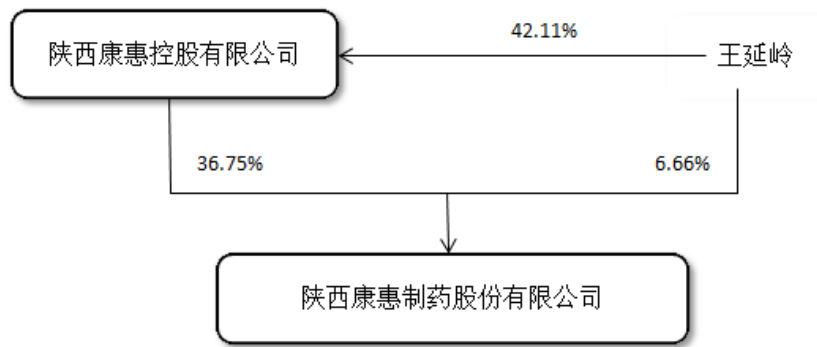 42.11%
陕西康惠控股有限公司
王延岭
36.75%
6.66%
陕西康惠制药股份有限公司